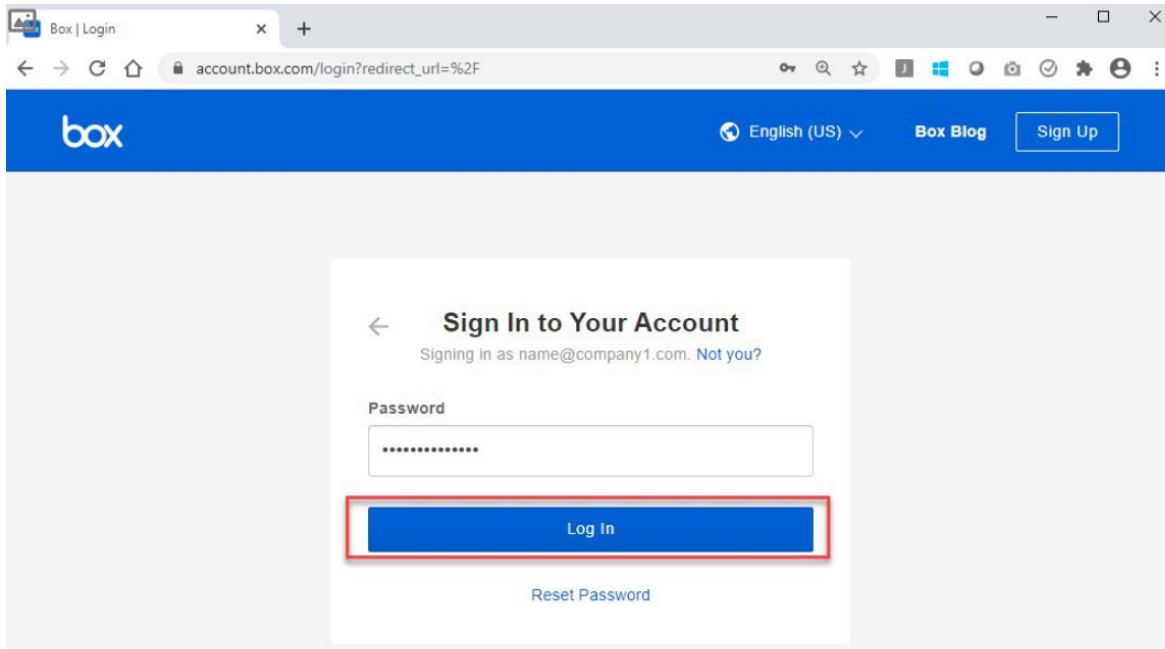 Box | Login
account.box.com/login?redirect_url=%2F
box
English (US)
Box Blog
Sign Up
Sign In to Your Account
Signing in as name@company1.com. Not you?
Password
••••••••••••••
Log In
Reset Password